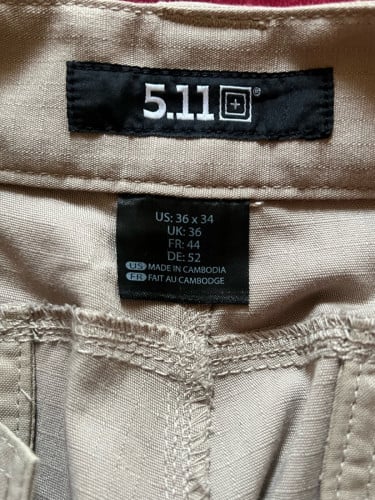 5.11®
US: 36 x 34
UK: 36
FR: 44
DE: 52
US MADE IN CAMBODIA
FR FAIT AU CAMBODGE